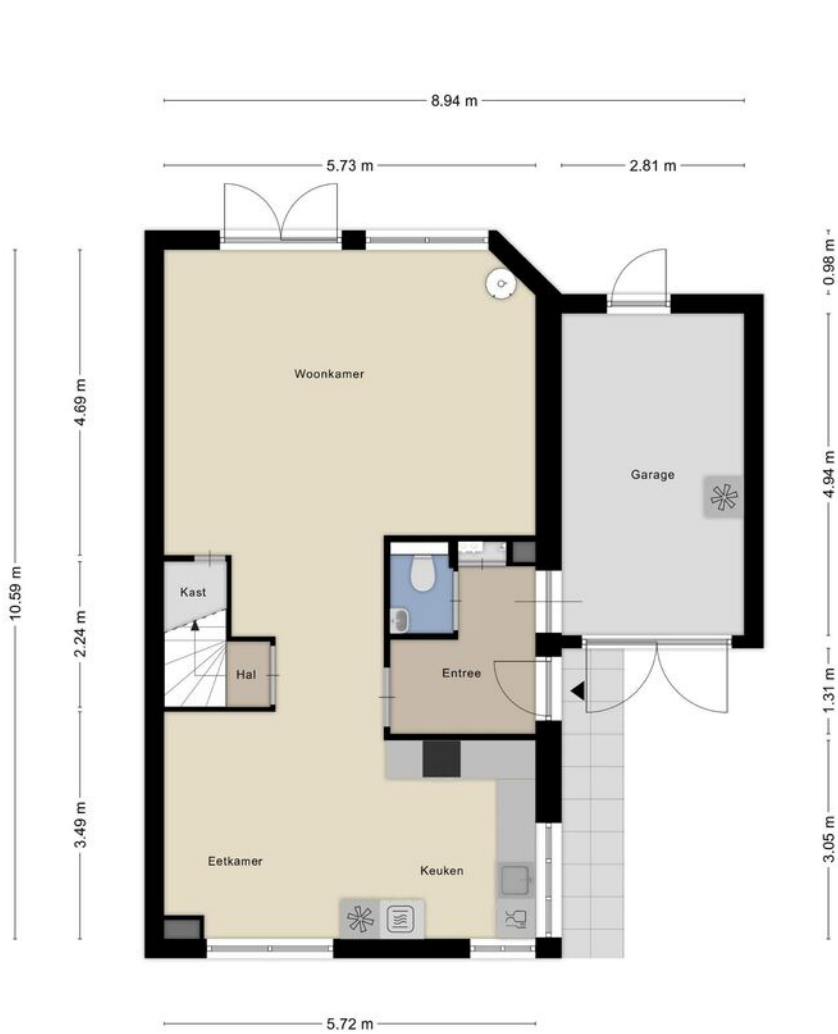 8.94 m
5.73 m
2.81 m
0.98 m
Woonkamer
4.69 m
Garage
4.94 m
10.59 m
Kast
2.24 m
Hal
Entree
1.31 m
3.49 m
Eetkamer
Keuken
3.05 m
5.72 m